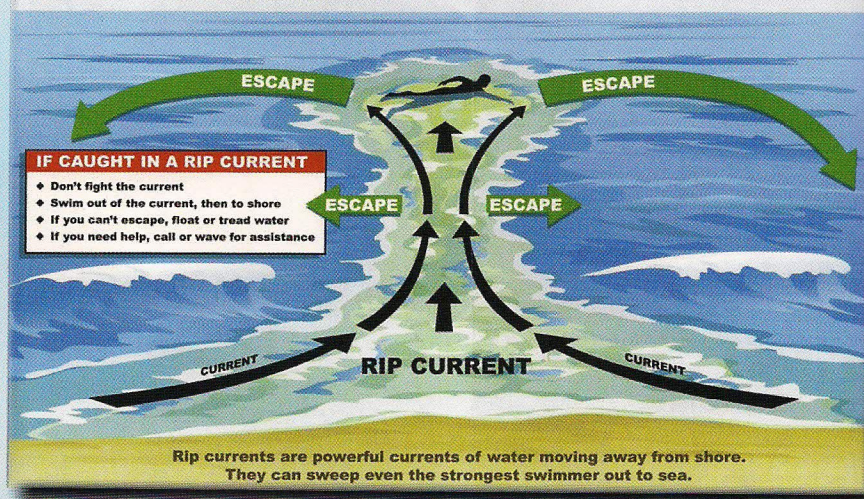 ESCAPE
ESCAPE
IF CAUGHT IN A RIP CURRENT
◆ Don't fight the current
◆ Swim out of the current, then to shore
◆ If you can't escape, float or tread water
◆ If you need help, call or wave for assistance
ESCAPE
ESCAPE
CURRENT
RIP CURRENT
CURRENT
Rip currents are powerful currents of water moving away from shore.
They can sweep even the strongest swimmer out to sea.